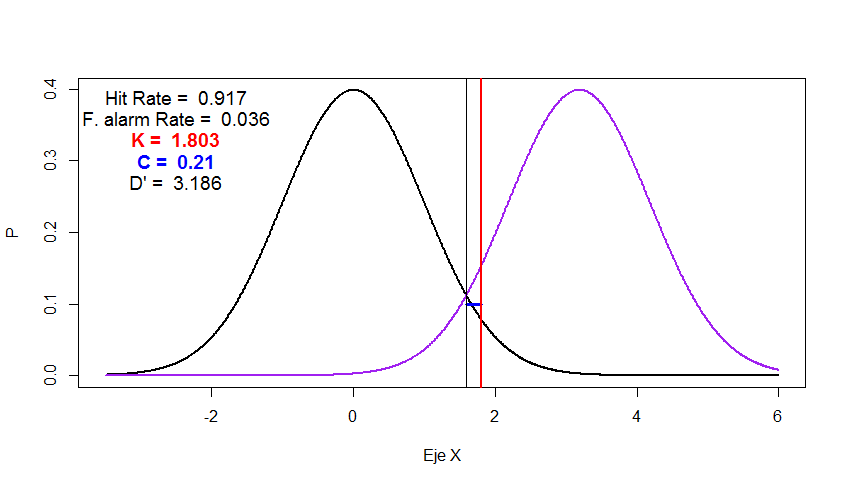 Hit Rate = 0.917
F. alarm Rate = 0.036
K = 1.803
C = 0.21
D' = 3.186
0.4
0.3
0.2
0.1
0.0
P
-2 0 2 4 6
Eje X